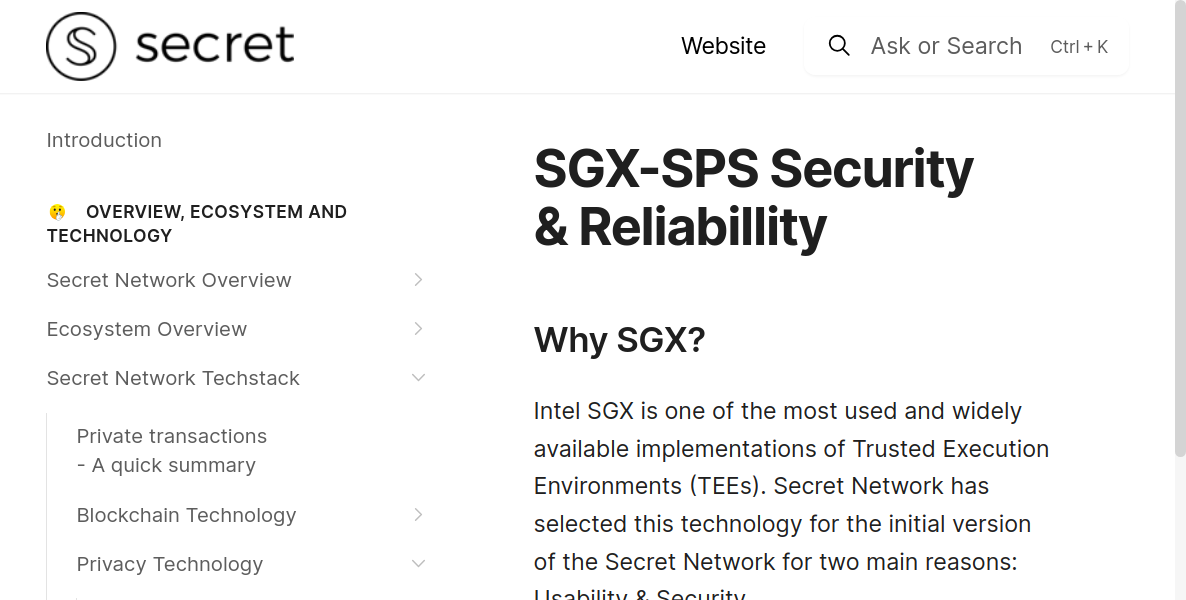 secret
Website
Ask or Search
Ctrl + K
Introduction
OVERVIEW, ECOSYSTEM AND
TECHNOLOGY
Secret Network Overview
Ecosystem Overview
Secret Network Techstack
Private transactions
- A quick summary
Blockchain Technology
Privacy Technology
SGX-SPS Security
& Reliabillity
Why SGX?
Intel SGX is one of the most used and widely
available implementations of Trusted Execution
Environments (TEEs). Secret Network has
selected this technology for the initial version
of the Secret Network for two main reasons:
Usability & Security.